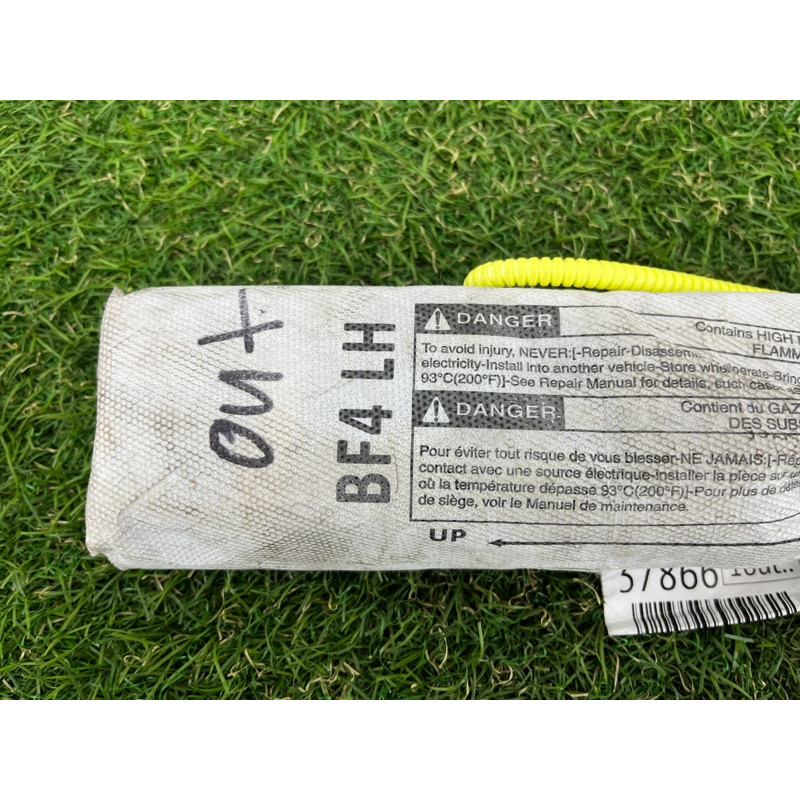 OUT
BF4 LH
DANGER
Contains HIGH
FLAMM
To avoid injury, NEVER:[-Repair-Disassem
electricity-Install into another vehicle-Store
93°C(200°F)]-See Repair Manual for details, such
DANGER
Contient du GAZ
DES SUBS
Pour éviter tout risque de vous blesser-NE JAMAIS:[-Rép
contact avec une source électrique-installer la pièce sur un
où la température dépasse 93°C(200°F)]-Pour plus de
de siège, voir le Manuel de maintenance.
UP
37866